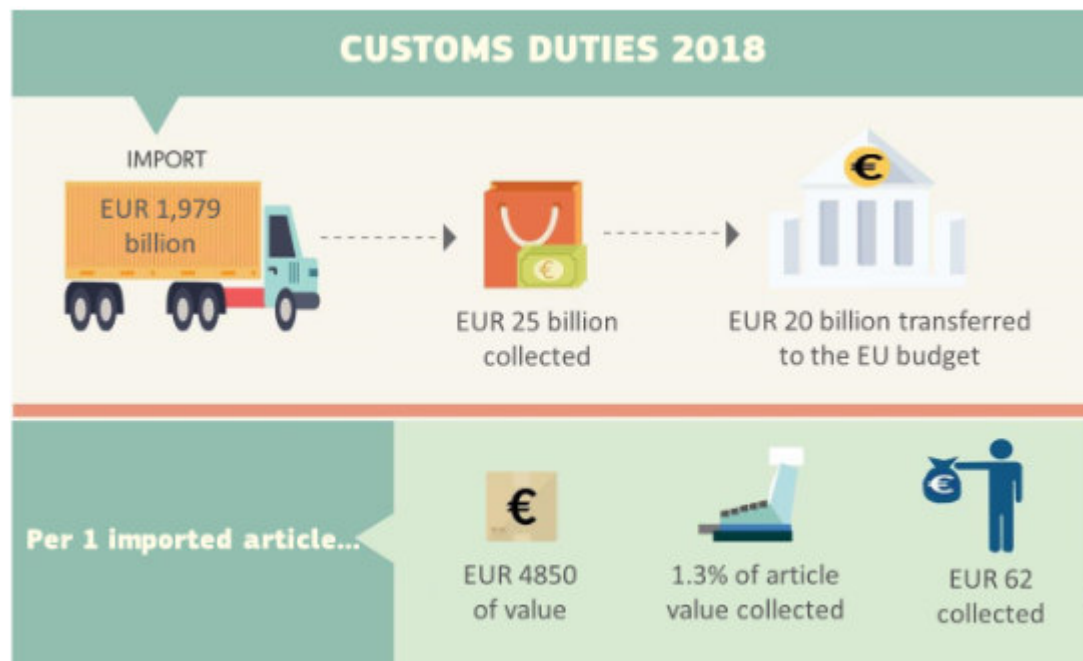 CUSTOMS DUTIES 2018
IMPORT
EUR 1,979
billion
€
€
EUR 25 billion
collected
EUR 20 billion transferred
to the EU budget
Per 1 imported article...
€
€
EUR 4850
of value
1.3% of article
value collected
EUR 62
collected